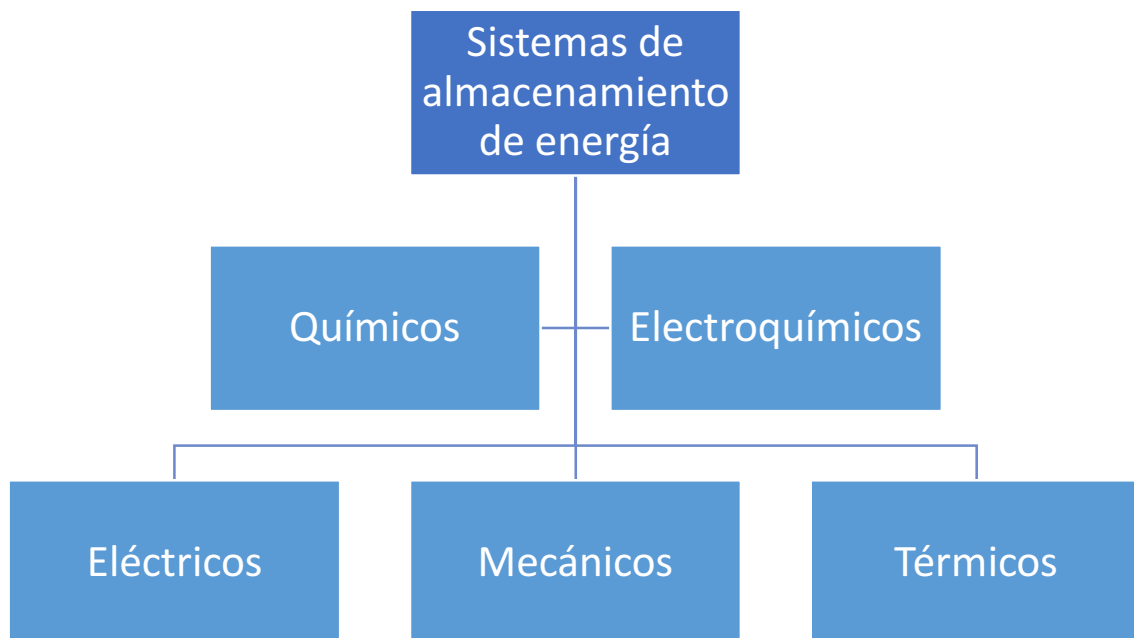 Sistemas de
almacenamiento
de energía
Químicos
Electroquímicos
Eléctricos
Mecánicos
Térmicos